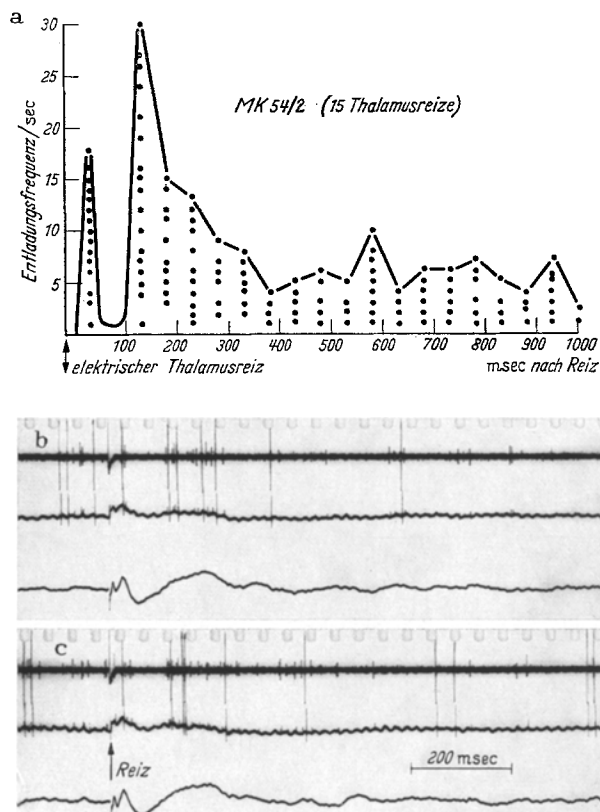 a
30
25
20
15
10
5
Entladungsfrequenz/sec
MK 54/2 (15 Thalamusreize)
100 200 300 400 500 600 700 800 900 1000
elektrischer Thalamusreiz
msec nach Reiz
b
c
Reiz
200 msec